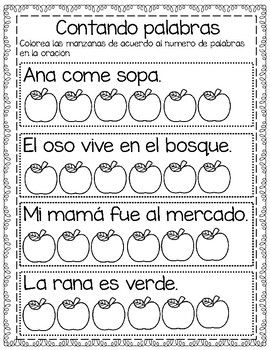 Contando palabras
Colorea las manzanas de acuerdo al numero de palabras
en la oración.
Ana come sopa.
El oso vive en el bosque.
Mi mamá fue al mercado.
La rana es verde.